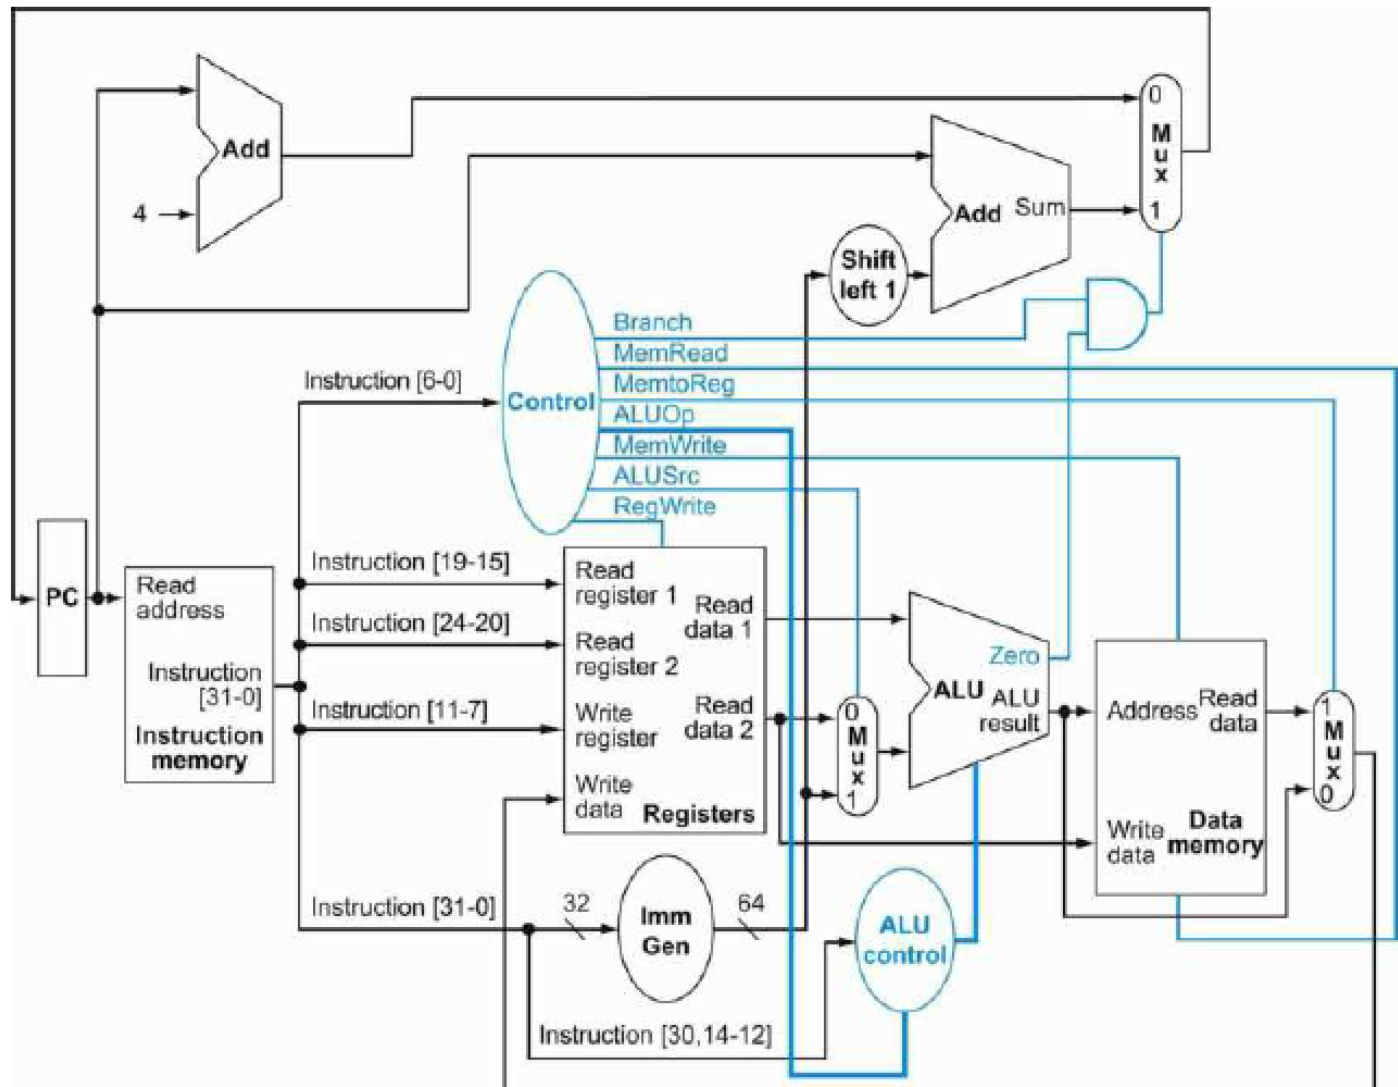 0
M
u
x
1
Add
4
Add Sum
Shift
left 1
Branch
MemRead
MemtoReg
ALUOp
MemWrite
ALUSrc
RegWrite
Control
Instruction [6-0]
PC
Read
address
Instruction
[31-0]
Instruction
memory
Instruction [19-15]
Instruction [24-20]
Instruction [11-7]
Read
register 1
Read
register 2
Write
register
Write
data
Read
data 1
Read
data 2
Registers
0
M
u
x
1
Zero
ALU
ALU
result
Address
Read
data
Write
data
Data
memory
1
M
u
x
0
Instruction [31-0]
32
Imm
Gen
64
ALU
control
Instruction [30,14-12]